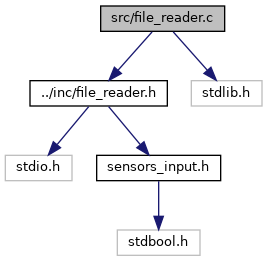 src/file_reader.c
../inc/file_reader.h
stdlib.h
stdio.h
sensors_input.h
stdbool.h